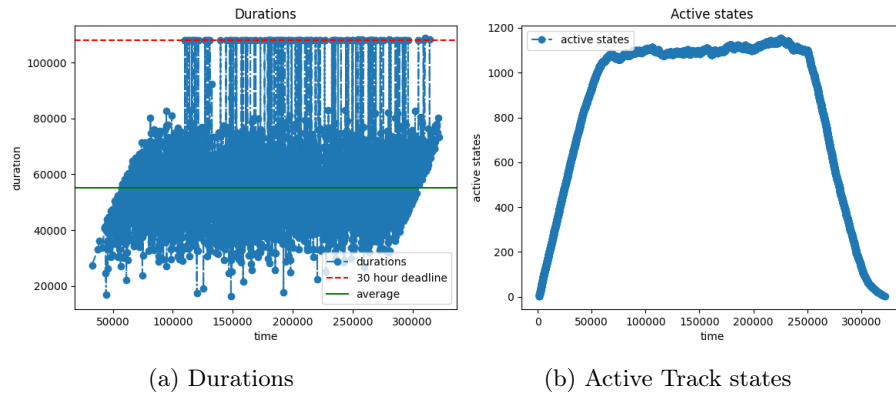 Durations
duration
100000
80000
60000
40000
20000
durations
30 hour deadline
average
50000 100000 150000 200000 250000 300000
time
(a) Durations
Active states
active states
1200
1000
800
600
400
200
0
active states
0 50000 100000 150000 200000 250000 300000
time
(b) Active Track states